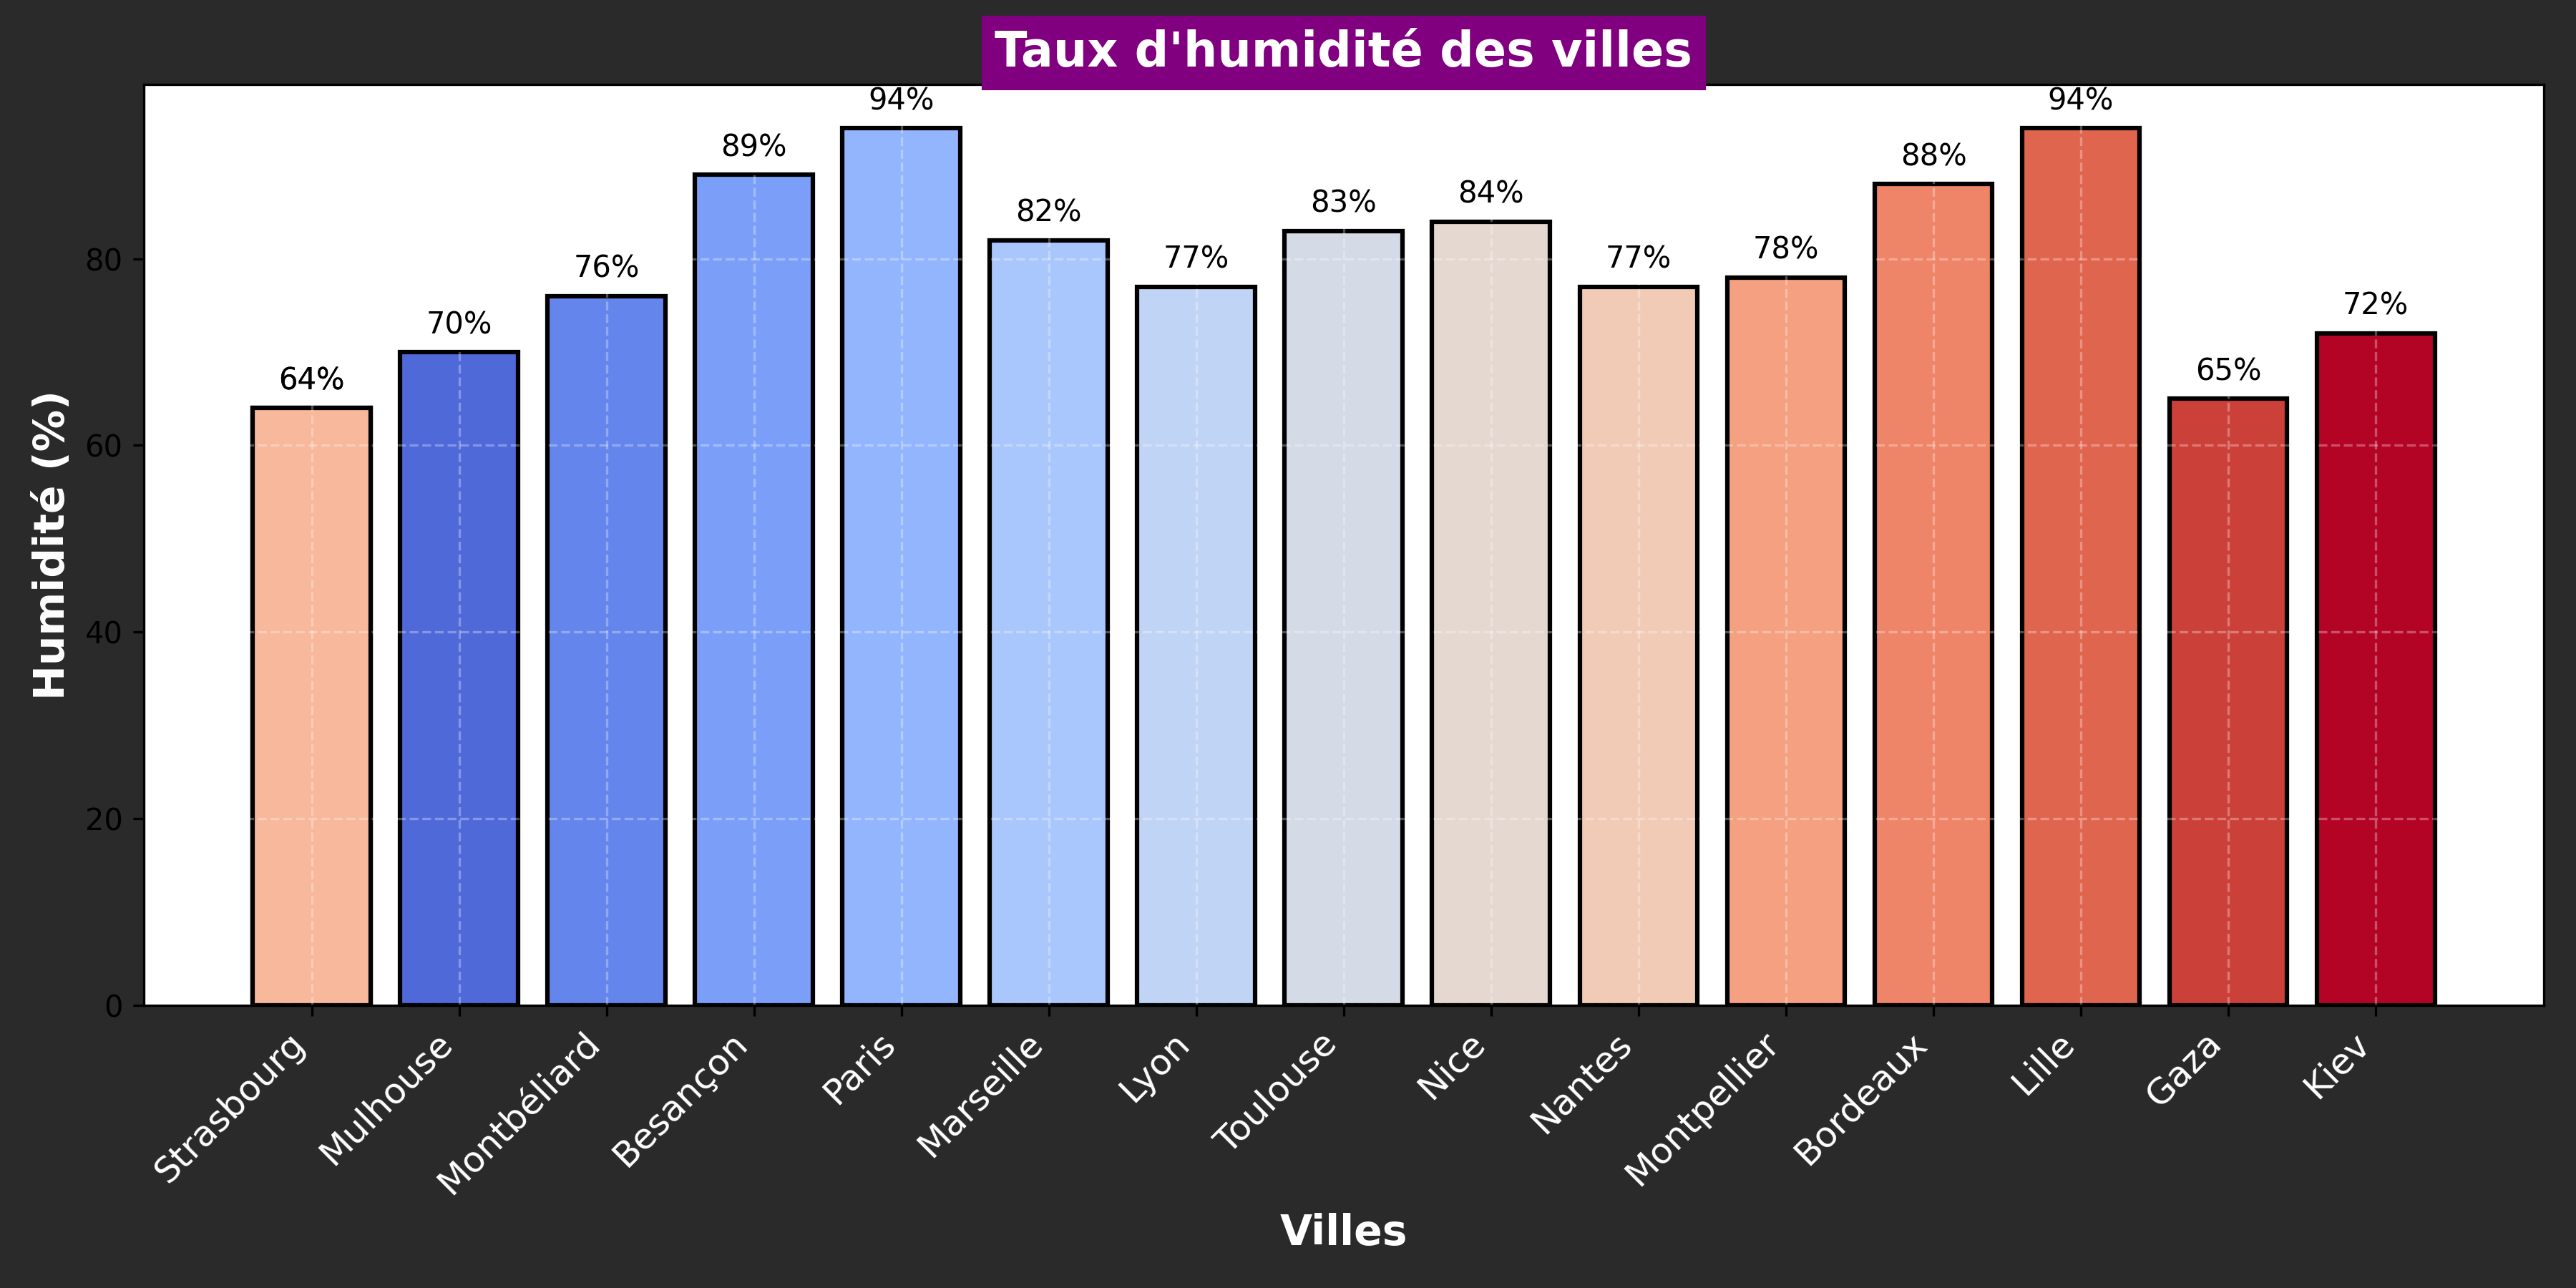 Taux d'humidité des villes
94%
94%
89%
88%
84%
83%
82%
78%
77%
77%
76%
72%
70%
65%
64%
Humidité (%)
80
60
40
20
0
Strasbourg
Mulhouse
Montbéliard
Besançon
Paris
Marseille
Lyon
Toulouse
Nice
Nantes
Montpellier
Bordeaux
Lille
Gaza
Kiev
Villes